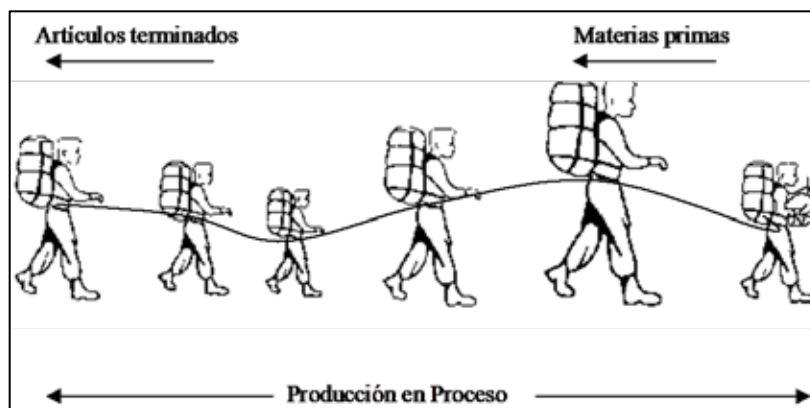 Artículos terminados
Materias primas
Producción en Proceso